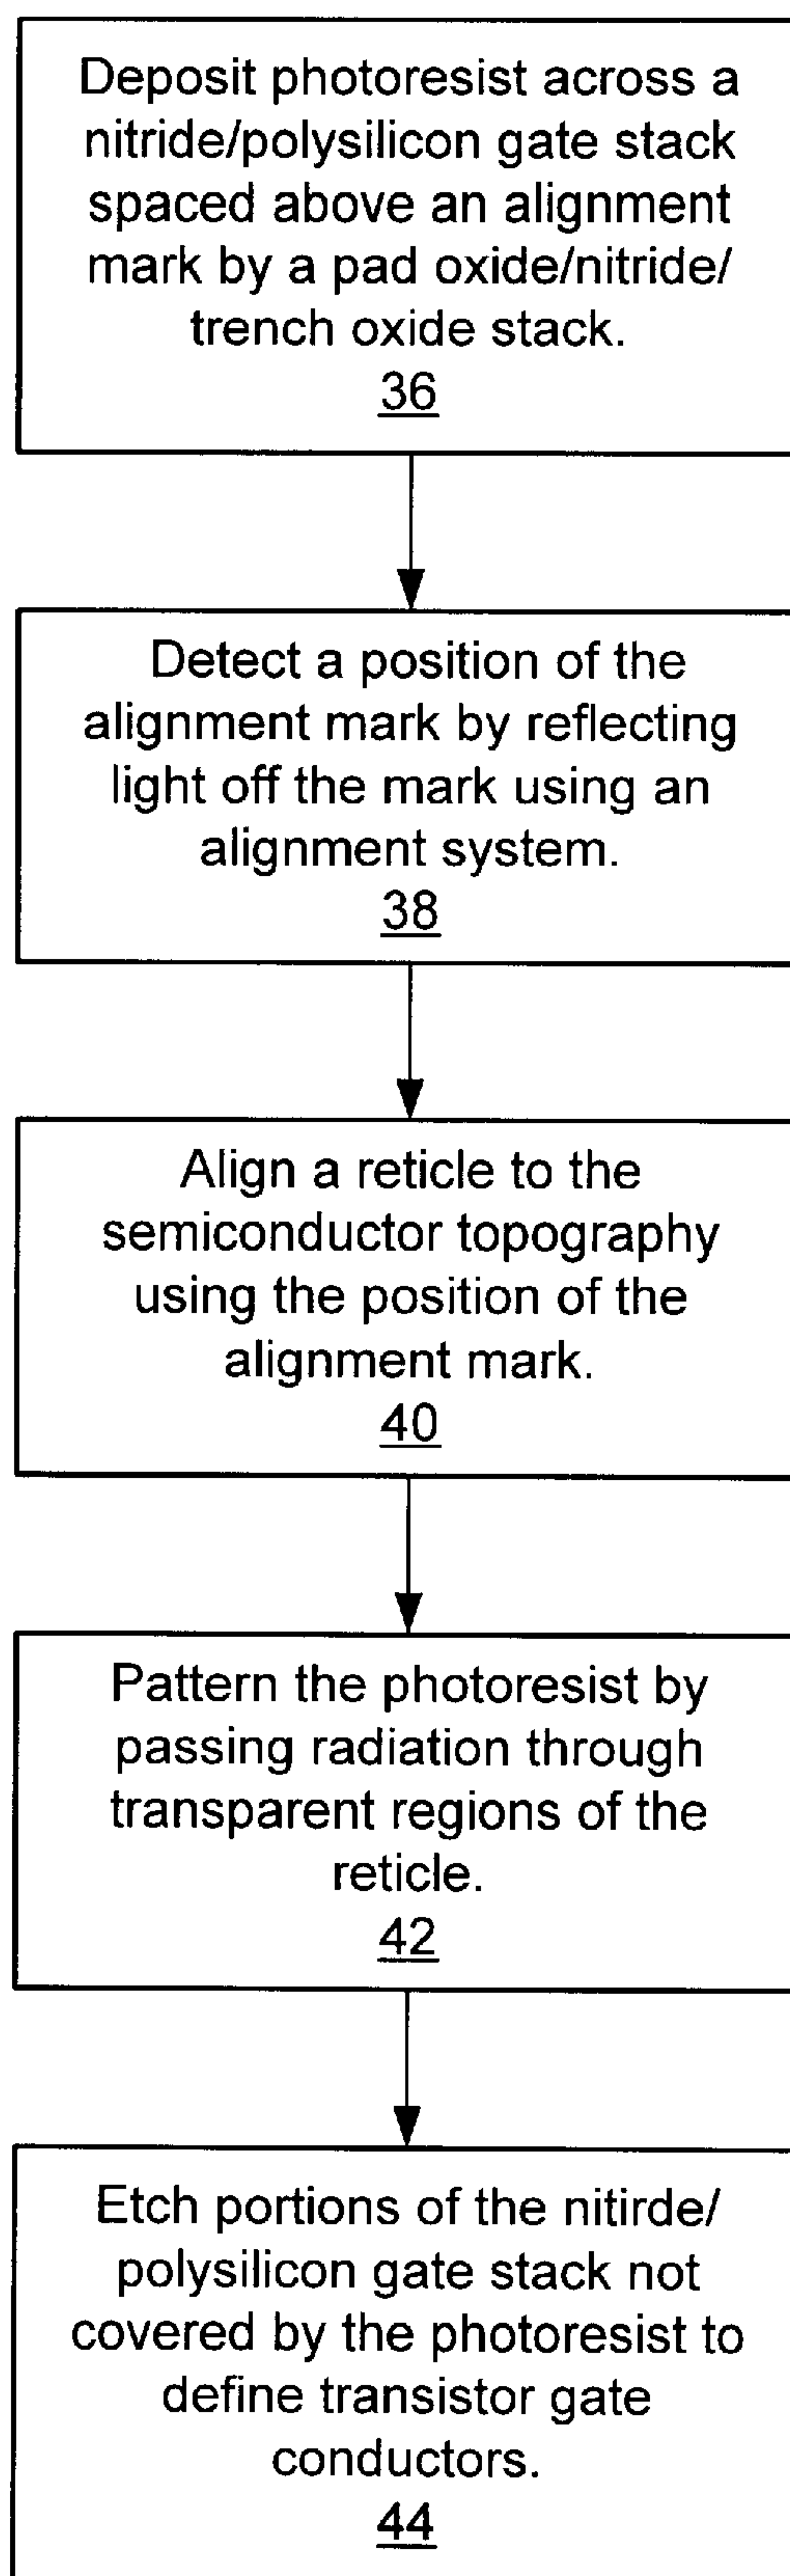 Deposit photoresist across a
nitride/polysilicon gate stack
spaced above an alignment
mark by a pad oxide/nitride/
trench oxide stack.
36
Detect a position of the
alignment mark by reflecting
light off the mark using an
alignment system.
38
Align a reticle to the
semiconductor topography
using the position of the
alignment mark.
40
Pattern the photoresist by
passing radiation through
transparent regions of the
reticle.
42
Etch portions of the nitirde/
polysilicon gate stack not
covered by the photoresist to
define transistor gate
conductors.
44